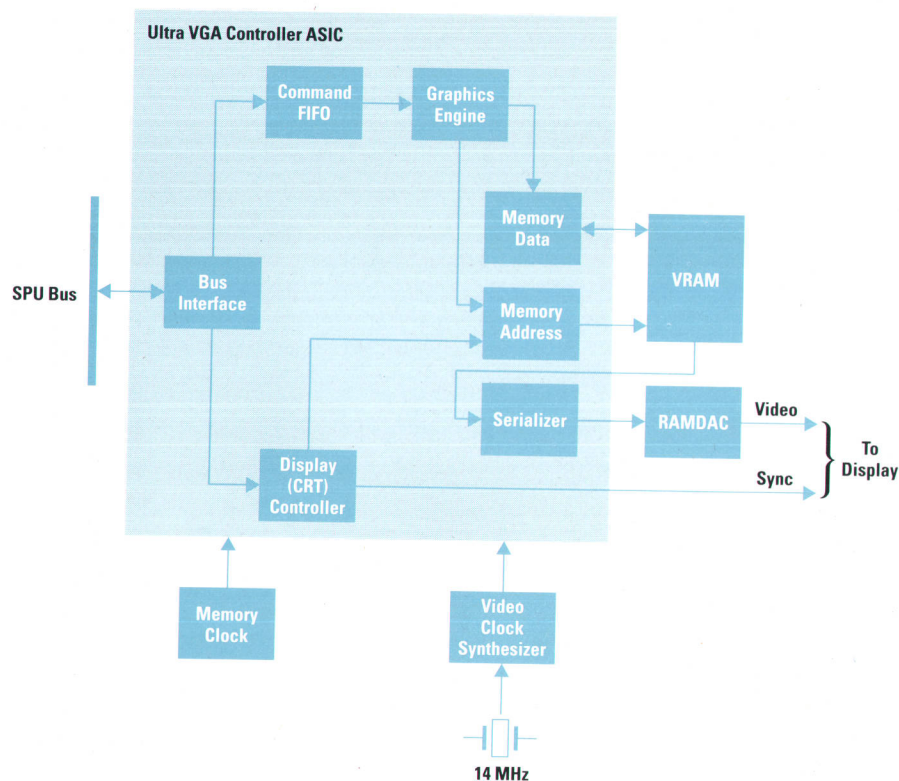 Ultra VGA Controller ASIC
Command
FIFO
Graphics
Engine
Memory
Data
VRAM
SPU Bus
Bus
Interface
Memory
Address
Serializer
RAMDAC
Video
To
Display
Display
(CRT)
Controller
Sync
Memory
Clock
Video
Clock
Synthesizer
14 MHz